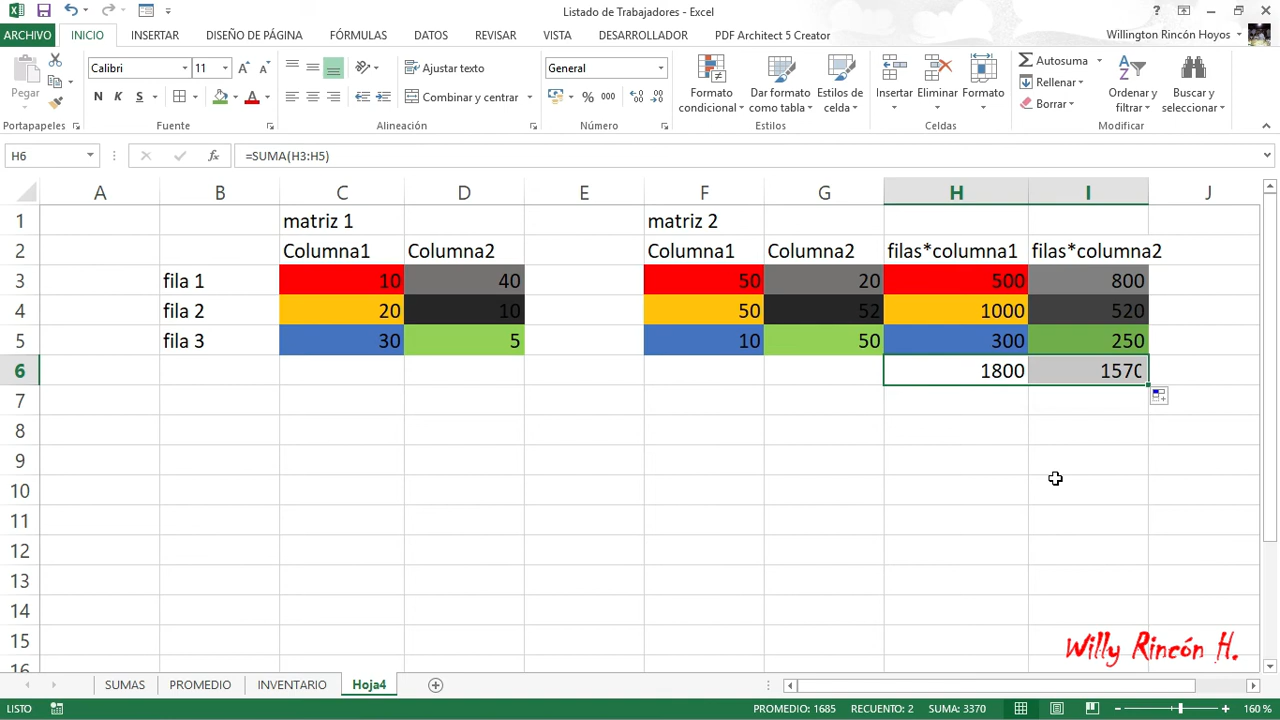 Listado de Trabajadores - Excel
ARCHIVO INICIO INSERTAR DISEÑO DE PÁGINA FÓRMULAS DATOS REVISAR VISTA DESARROLLADOR PDF Architect 5 Creator Willington Rincón Hoyos
Pegar
Calibri 11
N K S
Ajustar texto
Combinar y centrar
General
% 000
Formato condicional
Dar formato como tabla
Estilos de celda
Insertar Eliminar Formato
Autosuma
Rellenar
Borrar
Ordenar y filtrar
Buscar y seleccionar
Portapapeles Fuente Alineación Número Estilos Celdas Modificar
H6 fx =SUMA(H3:H5)
A B C D E F G H I J
1 matriz 1 matriz 2
2 Columna1 Columna2 Columna1 Columna2 filas*columna1 filas*columna2
3 fila 1 10 40 50 20 500 800
4 fila 2 20 10 50 52 1000 520
5 fila 3 30 5 10 50 300 250
6 1800 1570
7
8
9
10
11
12
13
14
15
16
Willy Rincón H.
SUMAS PROMEDIO INVENTARIO Hoja4
LISTO PROMEDIO: 1685 RECUENTO: 2 SUMA: 3370 160 %